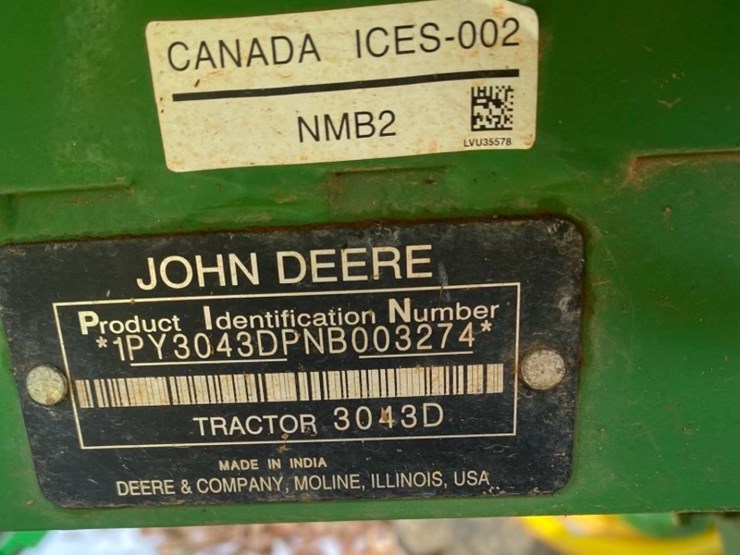 CANADA ICES-002
NMB2
LVU35578
JOHN DEERE
Product Identification Number
*1PY3043DPNB003274*
TRACTOR 3043D
MADE IN INDIA
DEERE & COMPANY, MOLINE, ILLINOIS, USA